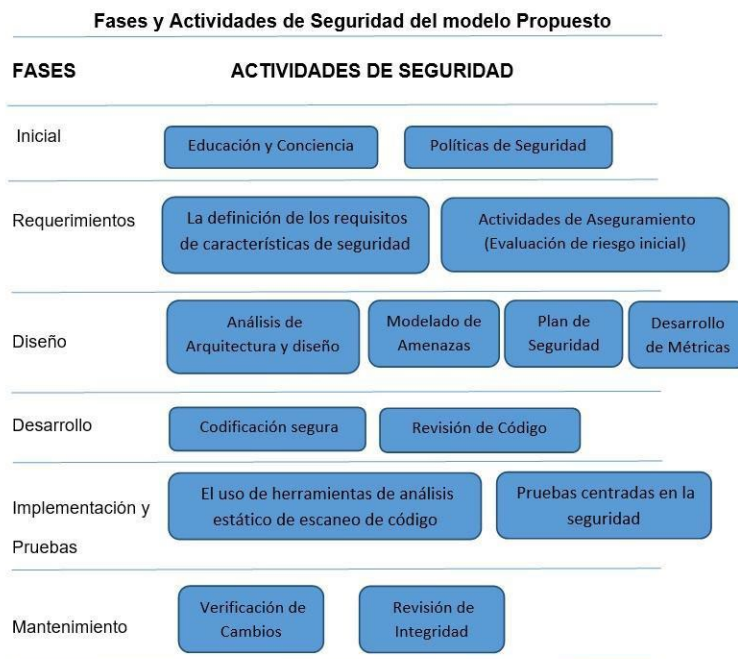 Fases y Actividades de Seguridad del modelo Propuesto
FASES
ACTIVIDADES DE SEGURIDAD
Inicial
Educación y Conciencia
Políticas de Seguridad
Requerimientos
La definición de los requisitos
de características de seguridad
Actividades de Aseguramiento
(Evaluación de riesgo inicial)
Diseño
Análisis de
Arquitectura y diseño
Modelado de
Amenazas
Plan de
Seguridad
Desarrollo
de Métricas
Desarrollo
Codificación segura
Revisión de Código
Implementación y
Pruebas
El uso de herramientas de análisis
estático de escaneo de código
Pruebas centradas en la
seguridad
Mantenimiento
Verificación de
Cambios
Revisión de
Integridad